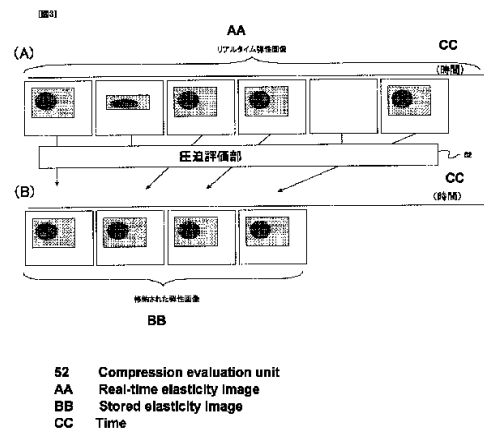 【図3】
AA
リアルタイム弾性画像
CC
(A)
(時間)
圧迫評価部
52
CC
(B)
(時間)
格納された弾性画像
BB
52 Compression evaluation unit
AA Real-time elasticity image
BB Stored elasticity image
CC Time